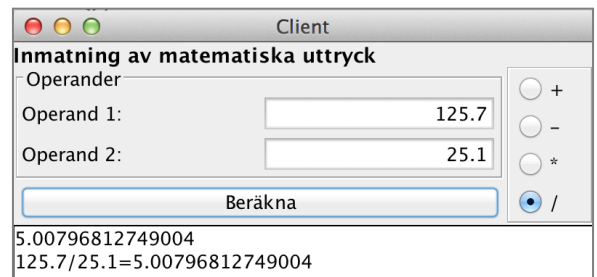 Client
Inmatning av matematiska uttryck
Operander
Operand 1: 125.7
Operand 2: 25.1
+
-
*
/
Beräkna
5.00796812749004
125.7/25.1=5.00796812749004